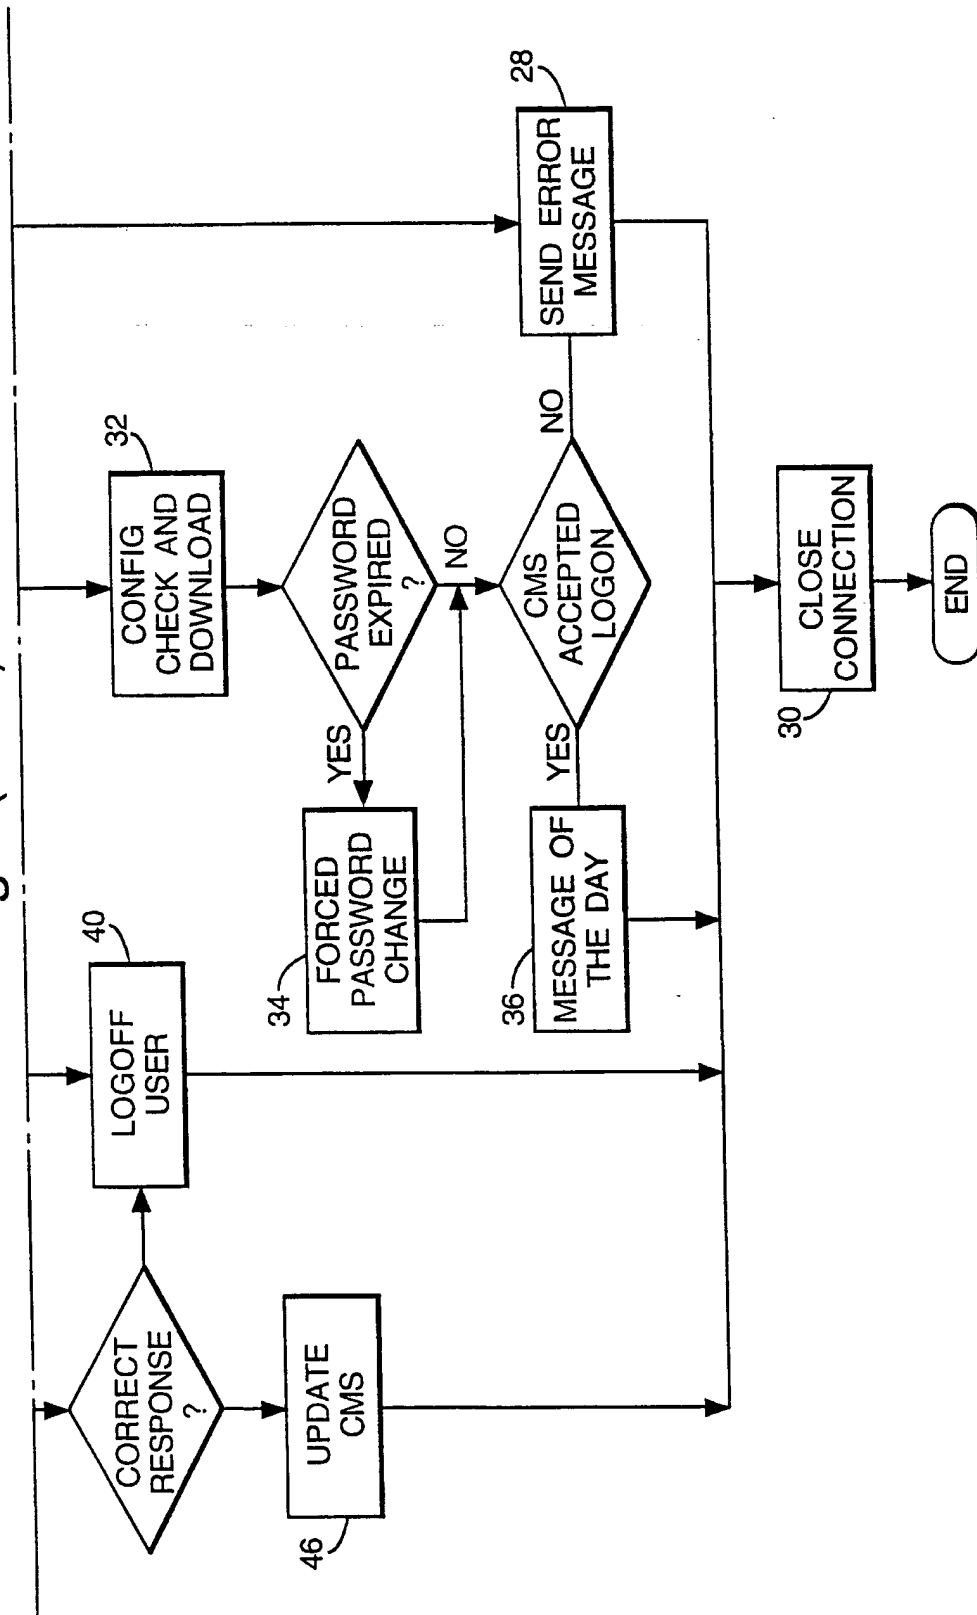 CORRECT
RESPONSE
?
40
LOGOFF
USER
32
CONFIG
CHECK AND
DOWNLOAD
46
UPDATE
CMS
34
FORCED
PASSWORD
CHANGE
YES
PASSWORD
EXPIRED
?
NO
36
MESSAGE OF
THE DAY
YES
CMS
ACCEPTED
LOGON
NO
28
SEND ERROR
MESSAGE
30
CLOSE
CONNECTION
END